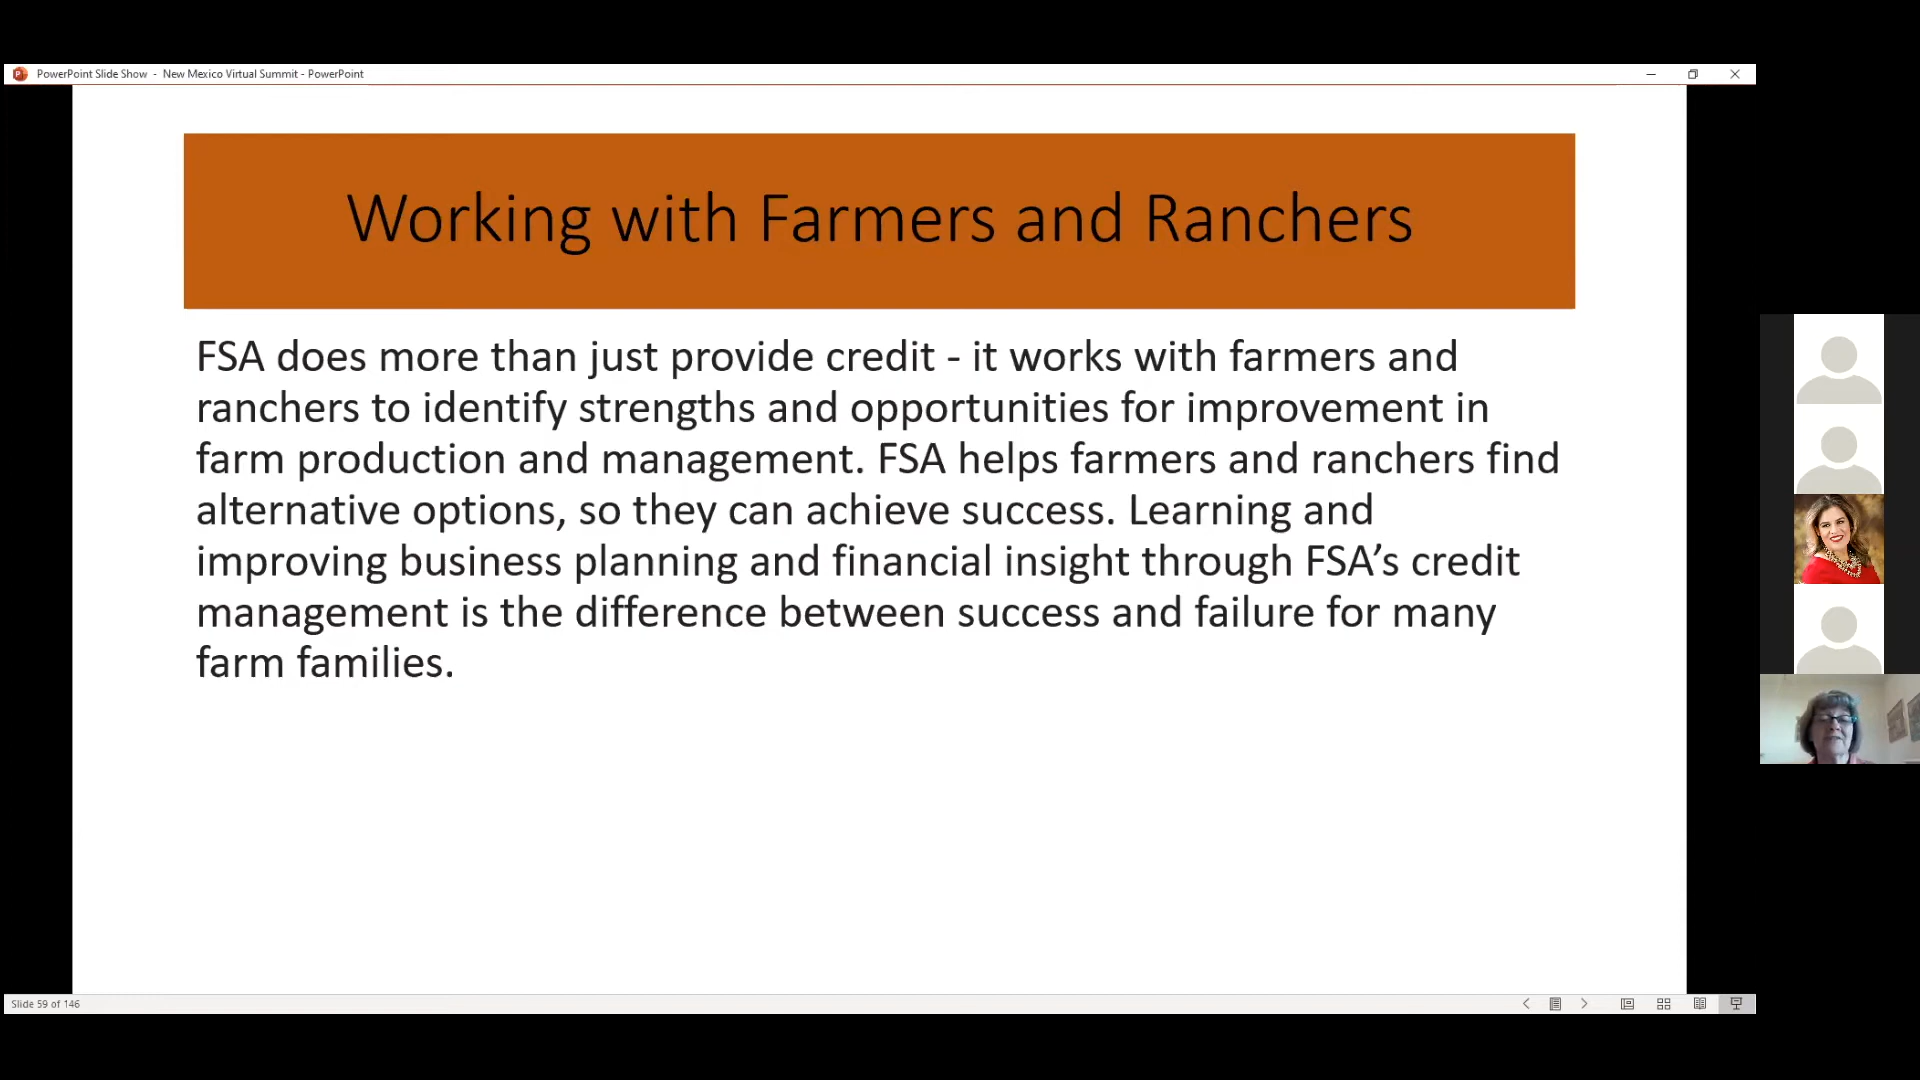 PowerPoint Slide Show - New Mexico Virtual Summit - PowerPoint
Working with Farmers and Ranchers
FSA does more than just provide credit - it works with farmers and
ranchers to identify strengths and opportunities for improvement in
farm production and management. FSA helps farmers and ranchers find
alternative options, so they can achieve success. Learning and
improving business planning and financial insight through FSA’s credit
management is the difference between success and failure for many
farm families.
Slide 59 of 146